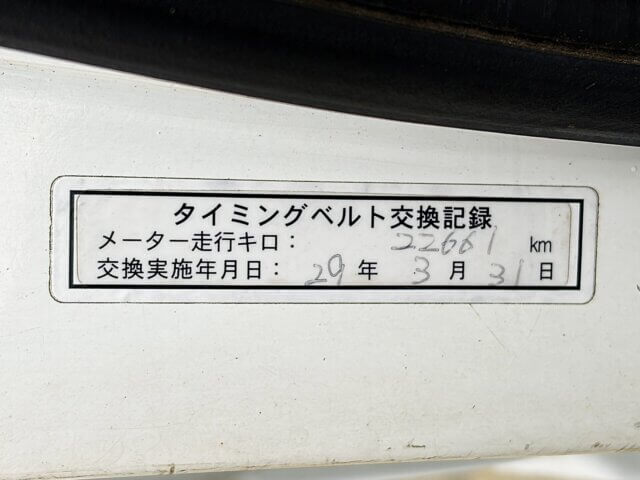 タイミングベルト交換記録
メーター走行キロ： 22661 km
交換実施年月日： 29 年 3 月 31 日